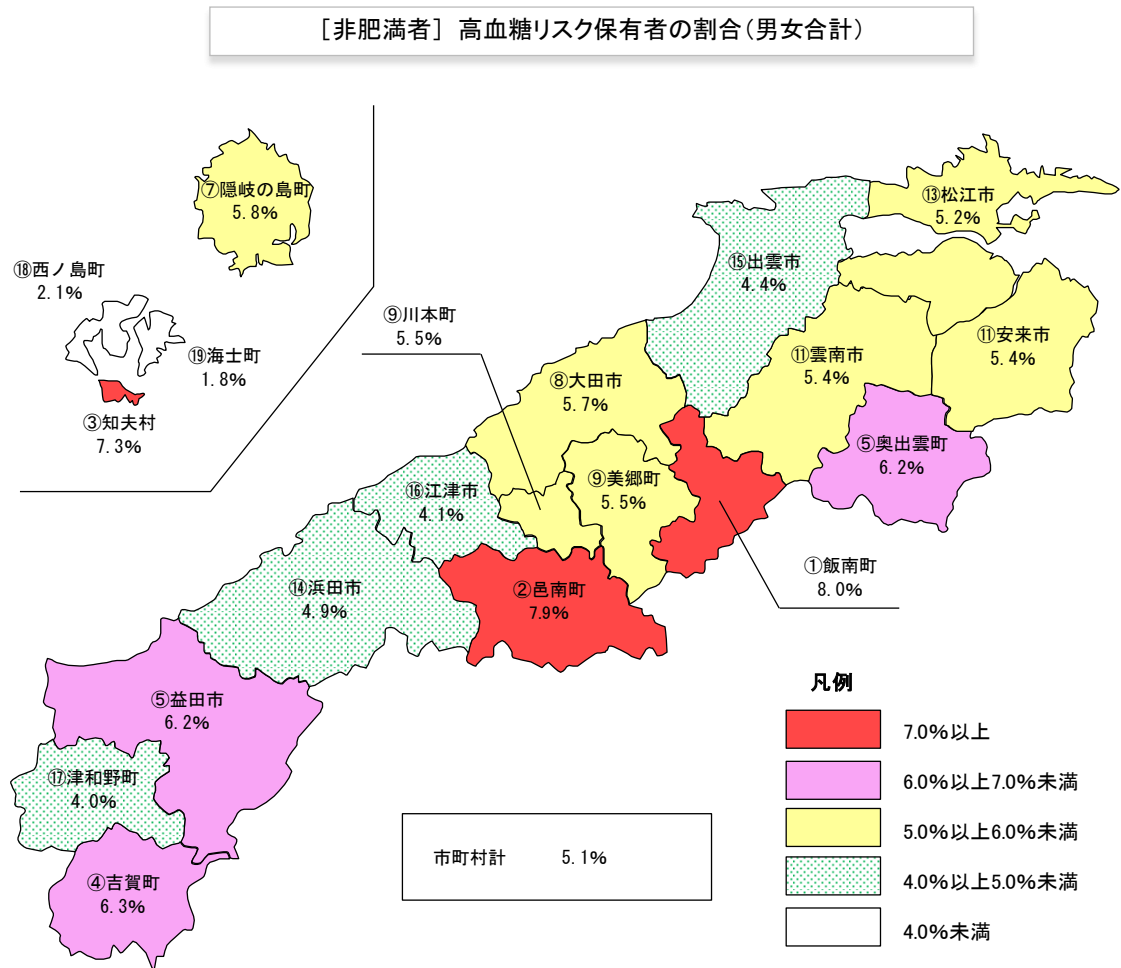 ［非肥満者］ 高血糖リスク保有者の割合（男女合計）
⑦隠岐の島町
5.8%
⑱西ノ島町
2.1%
⑲海士町
1.8%
③知夫村
7.3%
⑬松江市
5.2%
⑮出雲市
4.4%
⑨川本町
5.5%
⑪安来市
5.4%
⑪雲南市
5.4%
⑧大田市
5.7%
⑤奥出雲町
6.2%
⑨美郷町
5.5%
⑯江津市
4.1%
①飯南町
8.0%
⑭浜田市
4.9%
②邑南町
7.9%
⑤益田市
6.2%
⑰津和野町
4.0%
④吉賀町
6.3%
市町村計 5.1%
凡例
7.0%以上
6.0%以上7.0%未満
5.0%以上6.0%未満
4.0%以上5.0%未満
4.0%未満